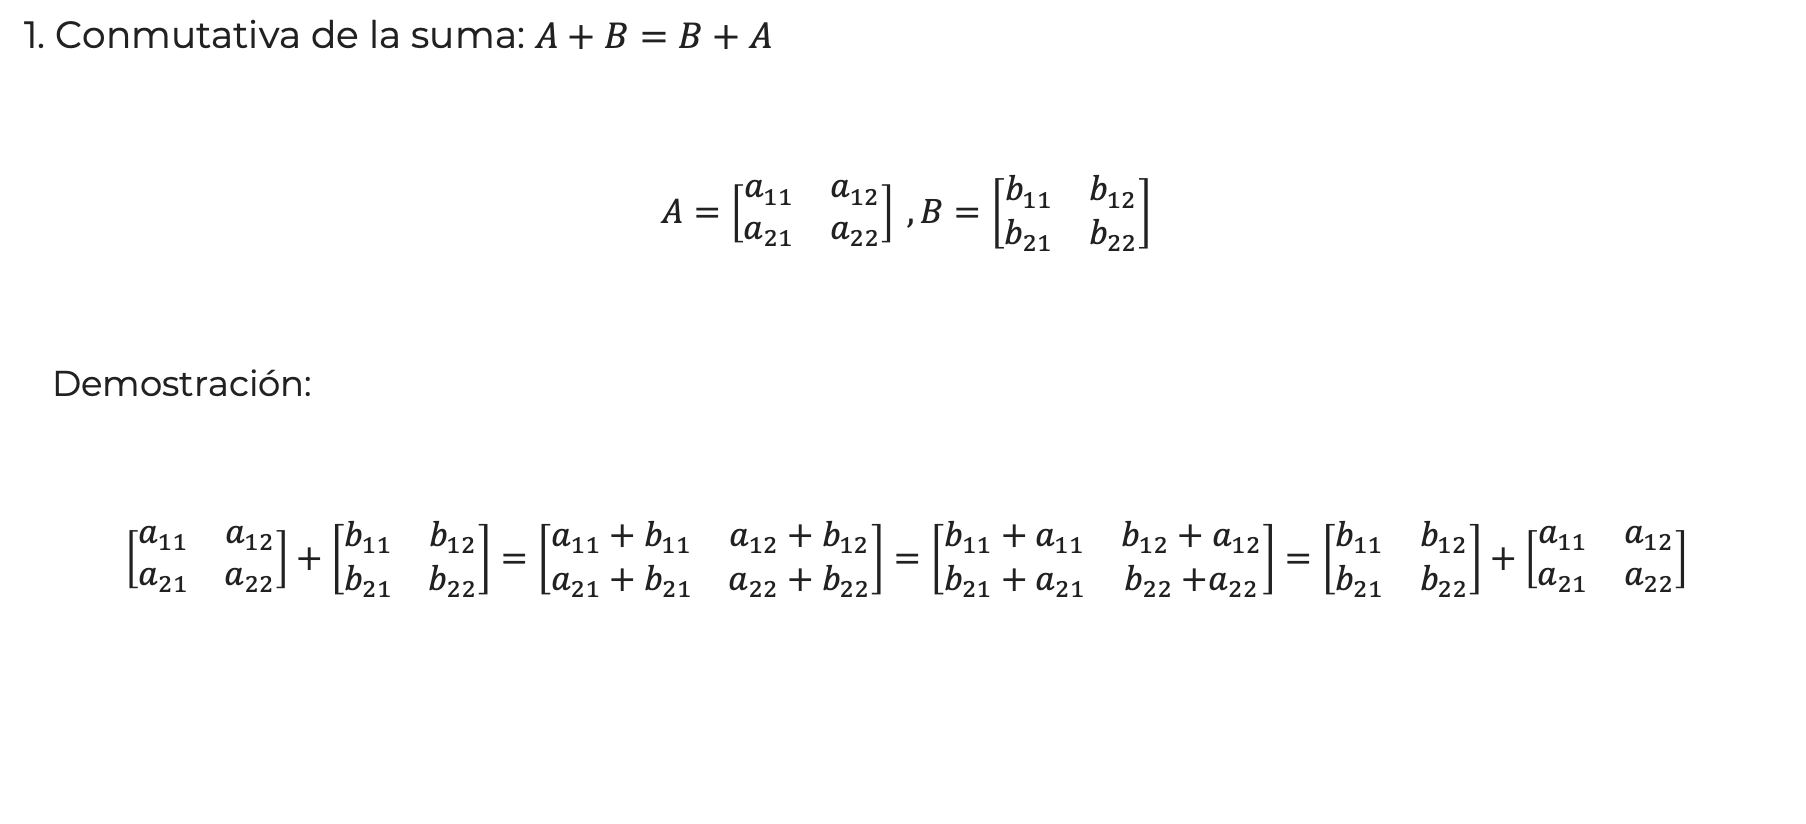 1. Conmutativa de la suma: A + B = B + A
A = [a₁₁ a₁₂
a₂₁ a₂₂] , B = [b₁₁ b₁₂
b₂₁ b₂₂]
Demostración:
[a₁₁ a₁₂
a₂₁ a₂₂] + [b₁₁ b₁₂
b₂₁ b₂₂] = [a₁₁ + b₁₁ a₁₂ + b₁₂
a₂₁ + b₂₁ a₂₂ + b₂₂] = [b₁₁ + a₁₁ b₁₂ + a₁₂
b₂₁ + a₂₁ b₂₂ +a₂₂] = [b₁₁ b₁₂
b₂₁ b₂₂] + [a₁₁ a₁₂
a₂₁ a₂₂]